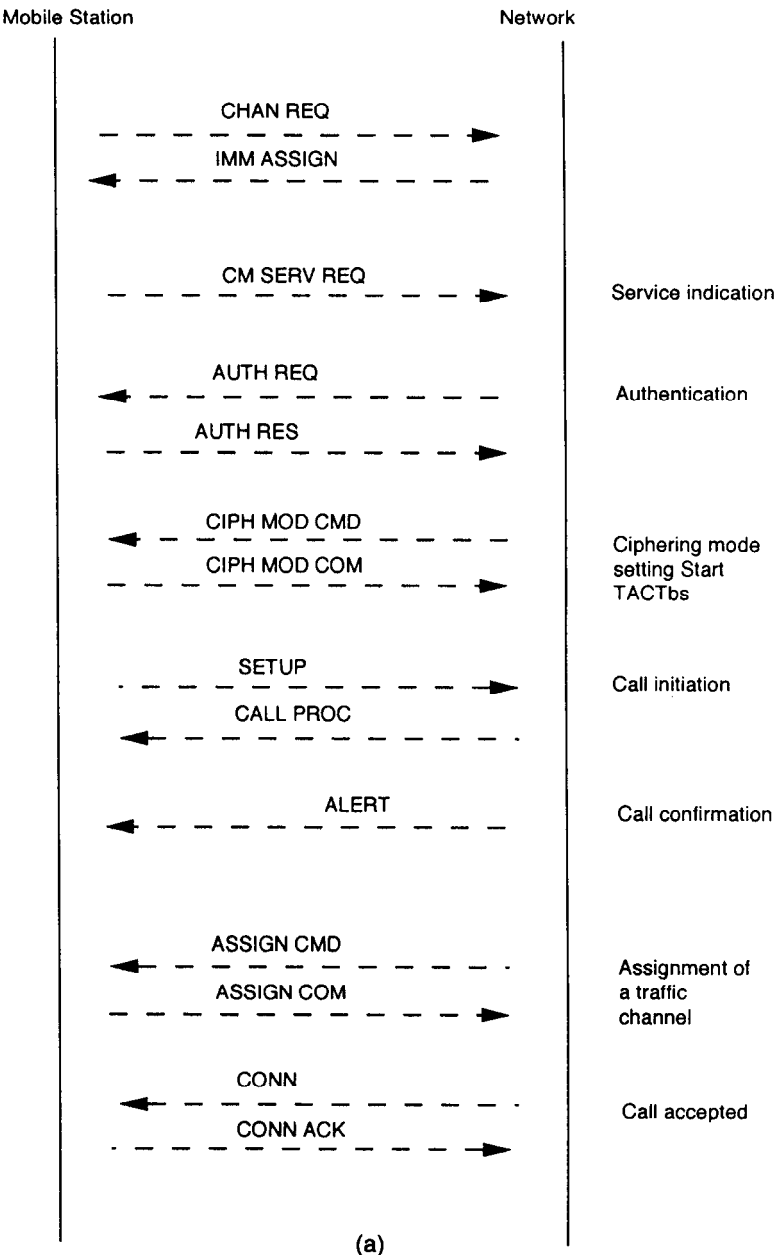 Mobile Station
Network
CHAN REQ
IMM ASSIGN
CM SERV REQ
Service indication
AUTH REQ
Authentication
AUTH RES
CIPH MOD CMD
Ciphering mode
setting Start
TACTbs
CIPH MOD COM
SETUP
Call initiation
CALL PROC
ALERT
Call confirmation
ASSIGN CMD
Assignment of
a traffic
channel
ASSIGN COM
CONN
Call accepted
CONN ACK
(a)